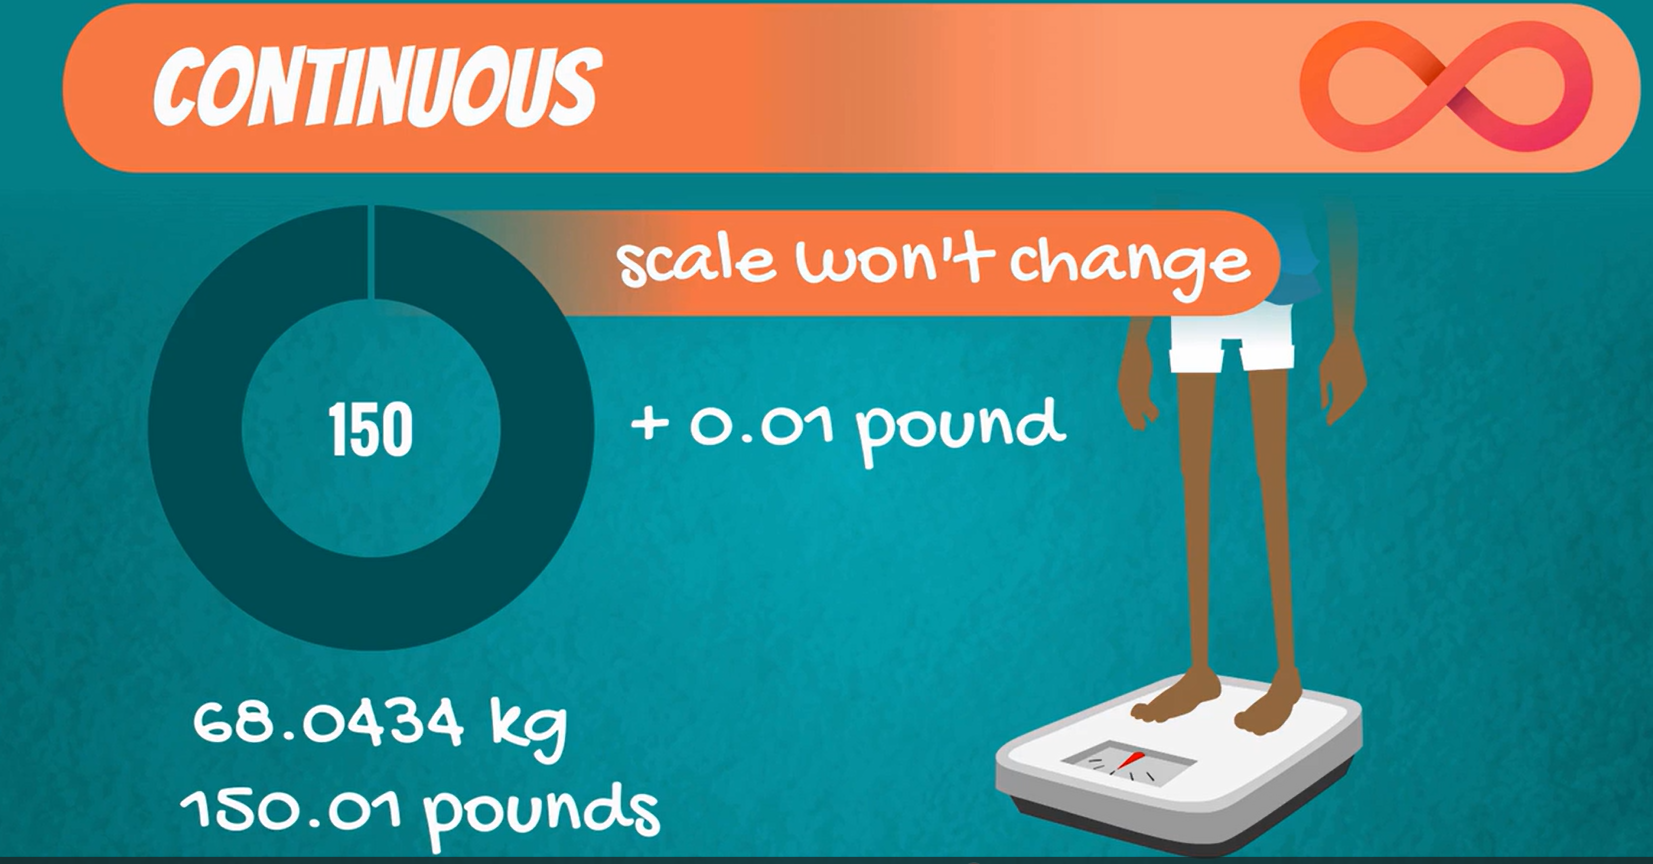 CONTINUOUS
scale won't change
150
+ 0.01 pound
68.0434 kg
150.01 pounds